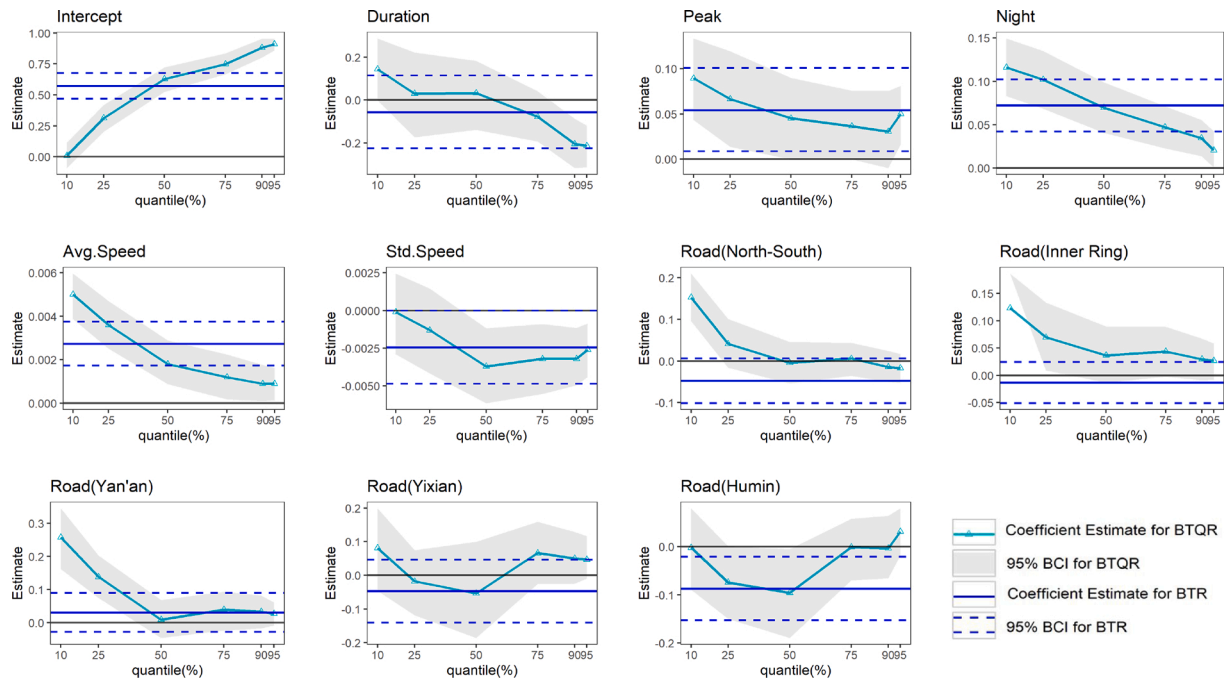 Intercept
Estimate
1.00
0.75
0.50
0.25
0.00
10 25 50 75 9095
quantile(%)
Duration
Estimate
0.2
0.0
-0.2
10 25 50 75 9095
quantile(%)
Peak
Estimate
0.10
0.05
0.00
10 25 50 75 9095
quantile(%)
Night
Estimate
0.15
0.10
0.05
0.00
10 25 50 75 9095
quantile(%)
Avg.Speed
Estimate
0.006
0.004
0.002
0.000
10 25 50 75 9095
quantile(%)
Std.Speed
Estimate
0.0025
0.0000
-0.0025
-0.0050
10 25 50 75 9095
quantile(%)
Road(North-South)
Estimate
0.2
0.1
0.0
-0.1
10 25 50 75 9095
quantile(%)
Road(Inner Ring)
Estimate
0.15
0.10
0.05
0.00
-0.05
10 25 50 75 9095
quantile(%)
Road(Yan'an)
Estimate
0.3
0.2
0.1
0.0
10 25 50 75 9095
quantile(%)
Road(Yixian)
Estimate
0.2
0.1
0.0
-0.1
-0.2
10 25 50 75 9095
quantile(%)
Road(Humin)
Estimate
0.0
-0.1
-0.2
10 25 50 75 9095
quantile(%)
Coefficient Estimate for BTQR
95% BCI for BTQR
Coefficient Estimate for BTR
95% BCI for BTR